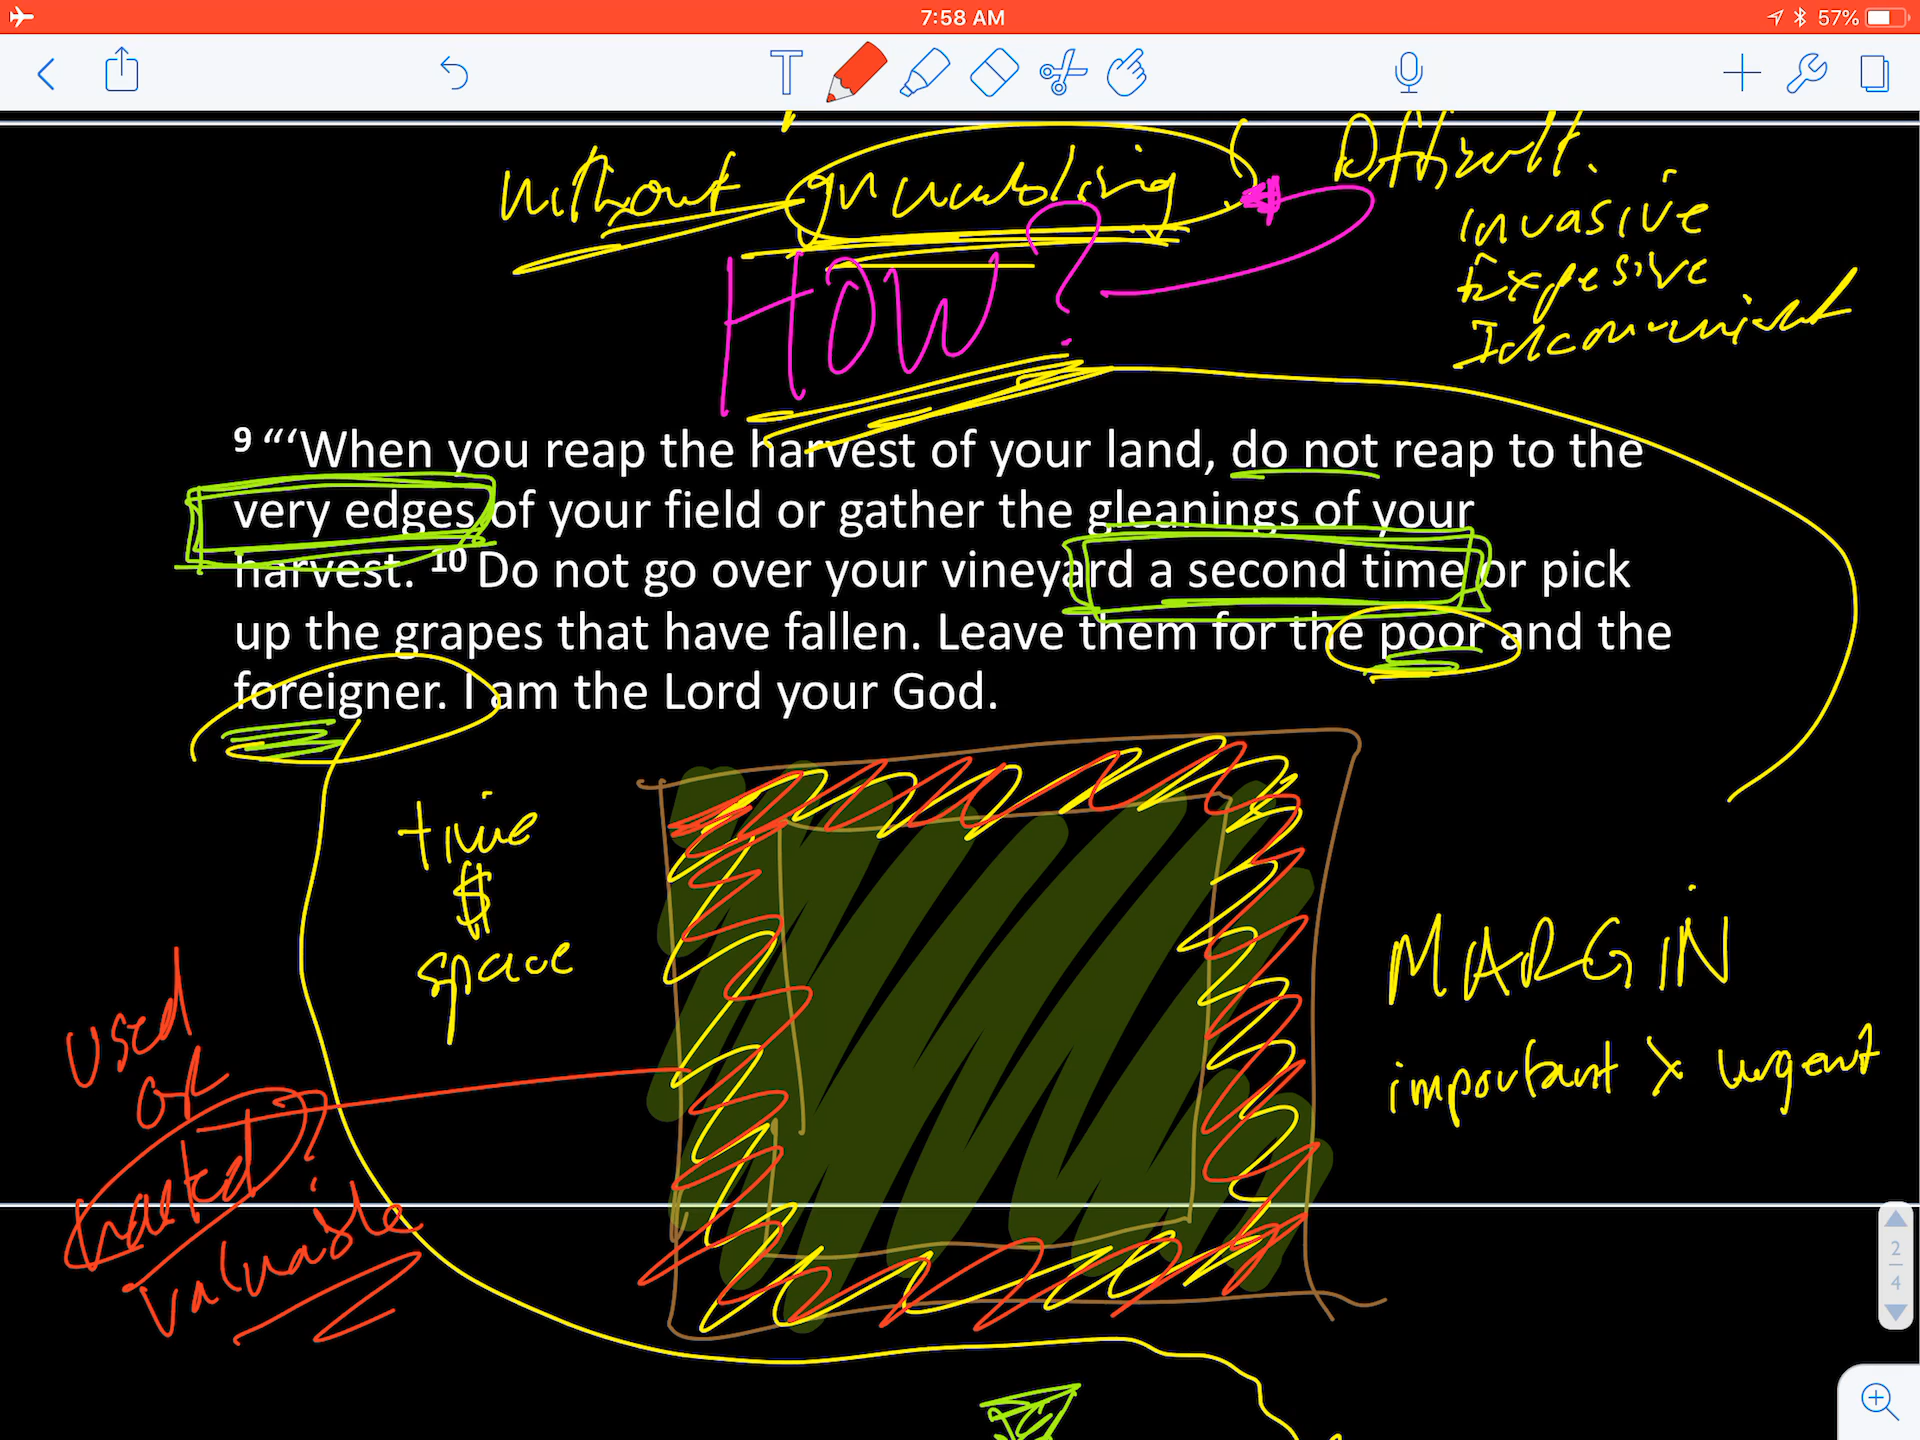 7:58 AM
57%
T
Difficult.
without grumbling
invasive
Expesive
HOW?
9 “‘When you reap the harvest of your land, do not reap to the
very edges of your field or gather the gleanings of your
harvest. 10 Do not go over your vineyard a second time or pick
up the grapes that have fallen. Leave them for the poor and the
foreigner. I am the Lord your God.
time
$
space
MARGIN
important > urgent
used
or
valuable
2
4